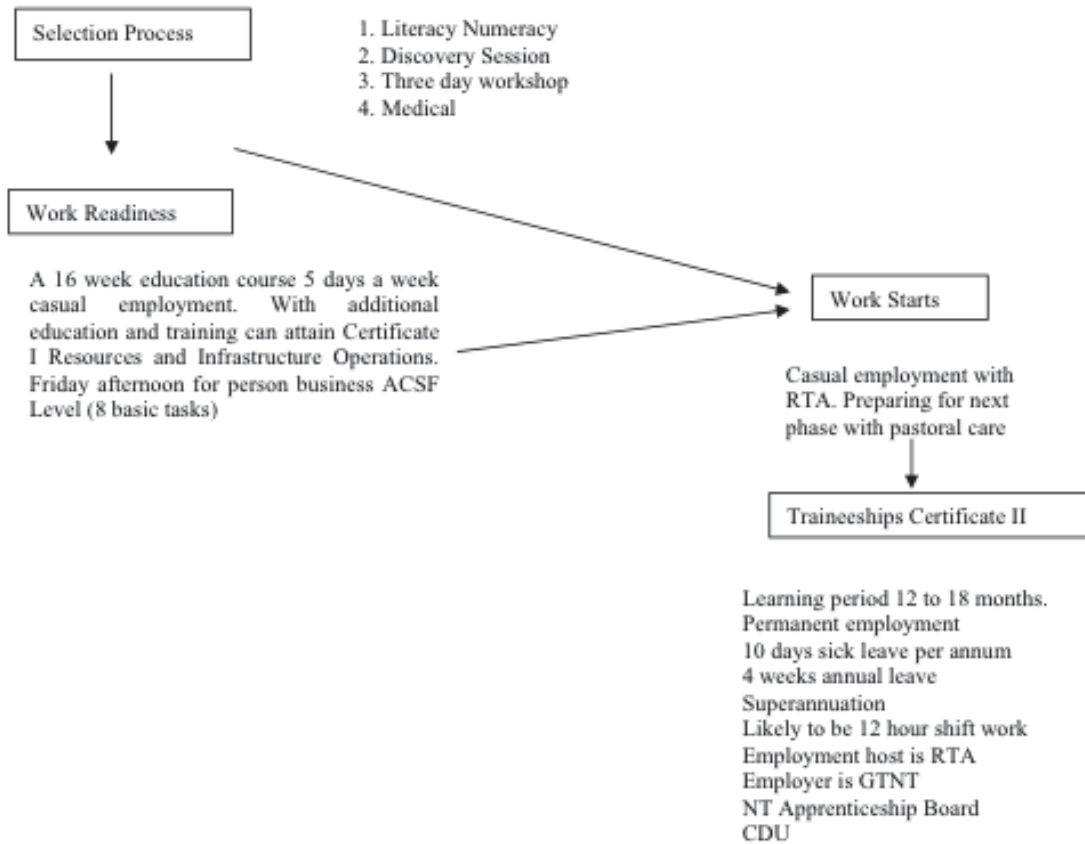 Selection Process
1. Literacy Numeracy
2. Discovery Session
3. Three day workshop
4. Medical
Work Readiness
A 16 week education course 5 days a week
casual employment. With additional
education and training can attain Certificate
I Resources and Infrastructure Operations.
Friday afternoon for person business ACSF
Level (8 basic tasks)
Work Starts
Casual employment with
RTA. Preparing for next
phase with pastoral care
Traineeships Certificate II
Learning period 12 to 18 months.
Permanent employment
10 days sick leave per annum
4 weeks annual leave
Superannuation
Likely to be 12 hour shift work
Employment host is RTA
Employer is GTNT
NT Apprenticeship Board
CDU